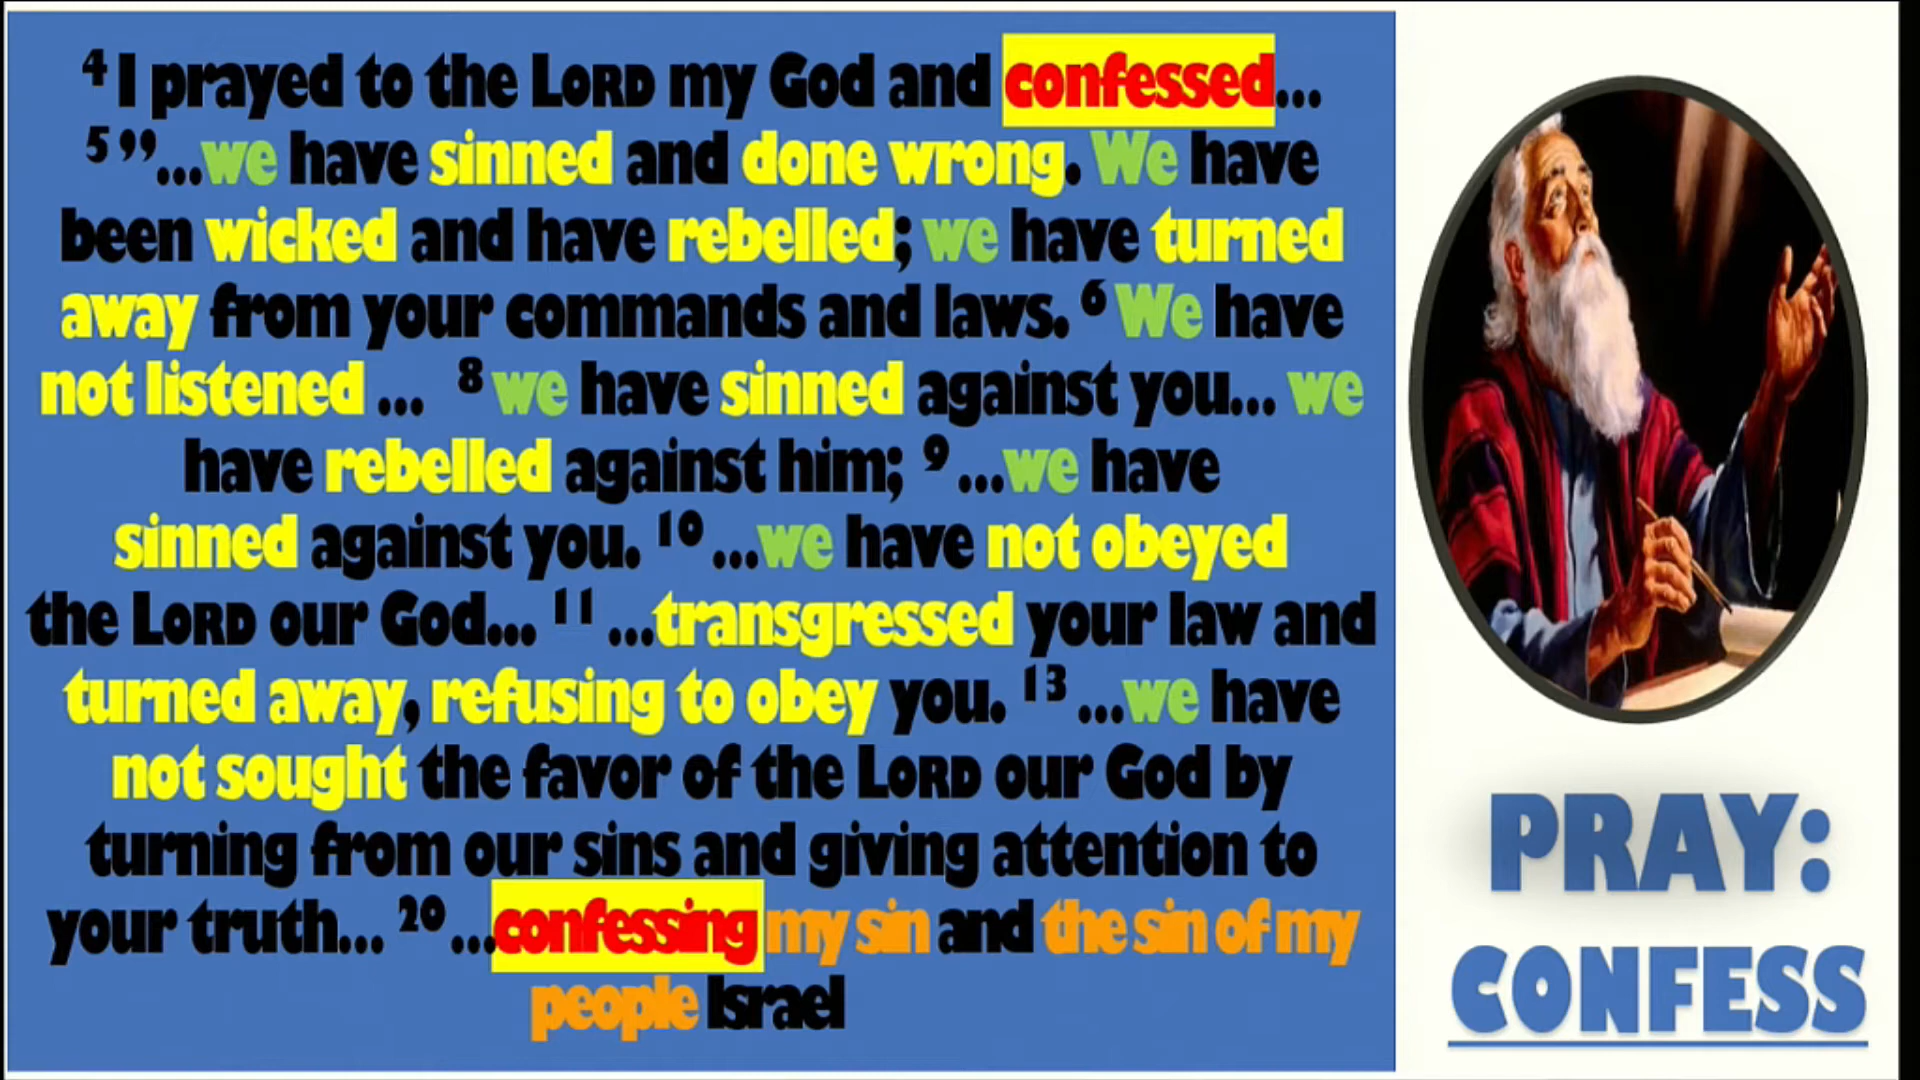 4 I prayed to the LORD my God and confessed...
5 ”...we have sinned and done wrong. We have
been wicked and have rebelled; we have turned
away from your commands and laws. 6 We have
not listened ... 8 we have sinned against you... we
have rebelled against him; 9 ...we have
sinned against you. 10 ...we have not obeyed
the LORD our God... 11 ...transgressed your law and
turned away, refusing to obey you. 13 ...we have
not sought the favor of the LORD our God by
turning from our sins and giving attention to
your truth... 20 ...confessing my sin and the sin of my
people Israel
PRAY:
CONFESS